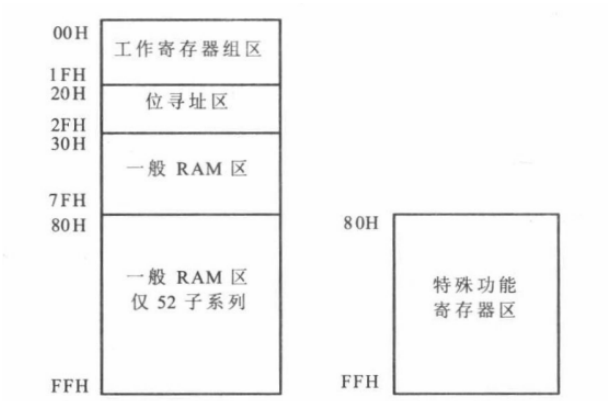 00H
工作寄存器组区
1FH
20H
位寻址区
2FH
30H
一般 RAM 区
7FH
80H
一般 RAM 区
仅 52 子系列
FFH
80H
特殊功能
寄存器区
FFH